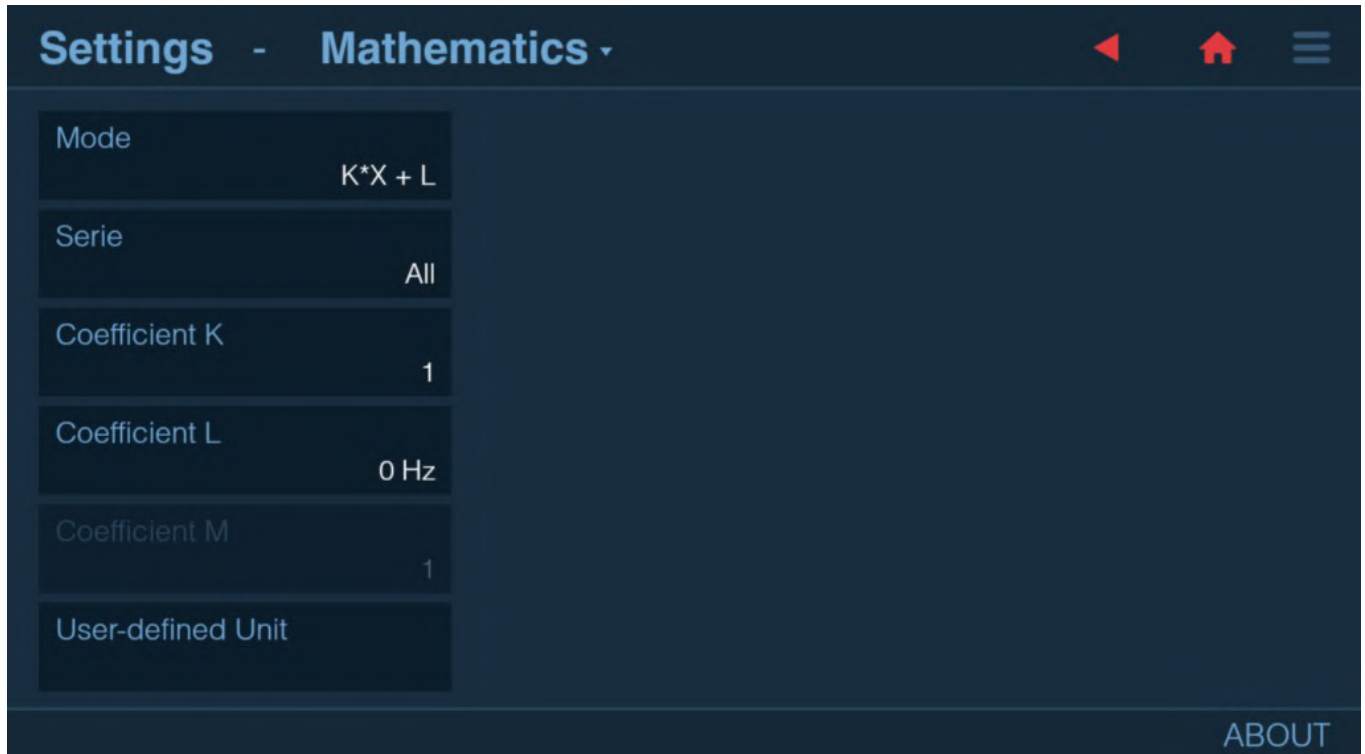 Settings - Mathematics
Mode
K*X + L
Serie
All
Coefficient K
1
Coefficient L
0 Hz
Coefficient M
1
User-defined Unit
ABOUT